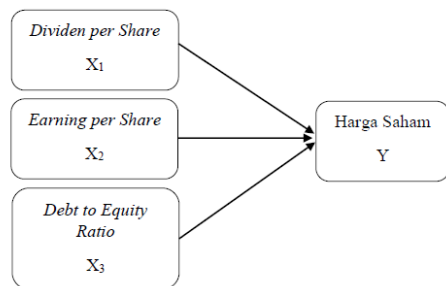 Dividen per Share
X₁
Earning per Share
X₂
Debt to Equity
Ratio
X₃
Harga Saham
Y